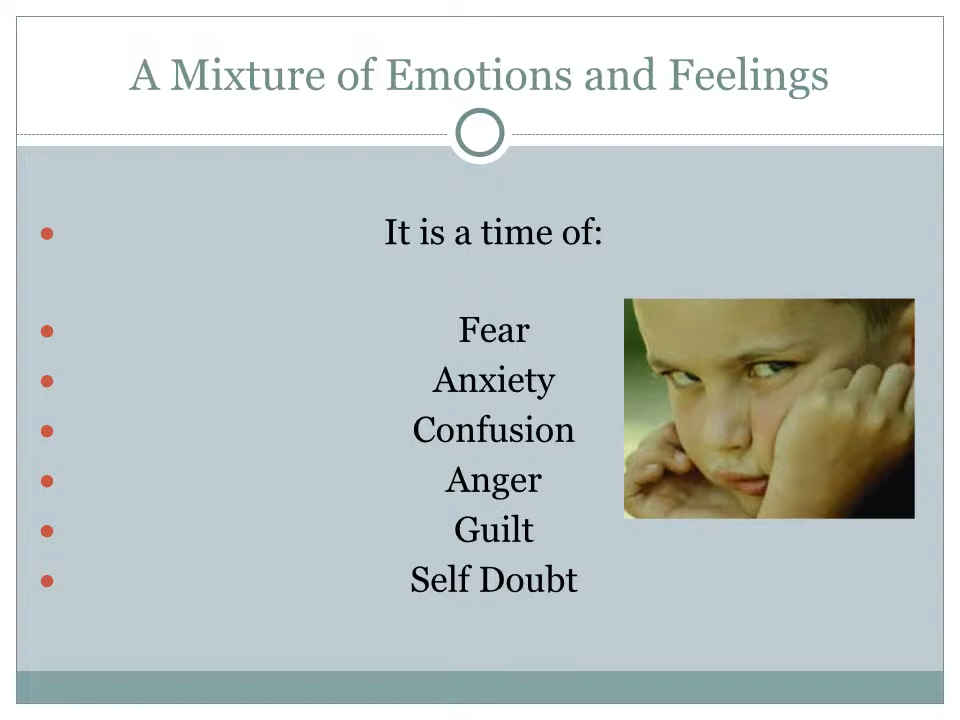 A Mixture of Emotions and Feelings
• It is a time of:
• Fear
• Anxiety
• Confusion
• Anger
• Guilt
• Self Doubt